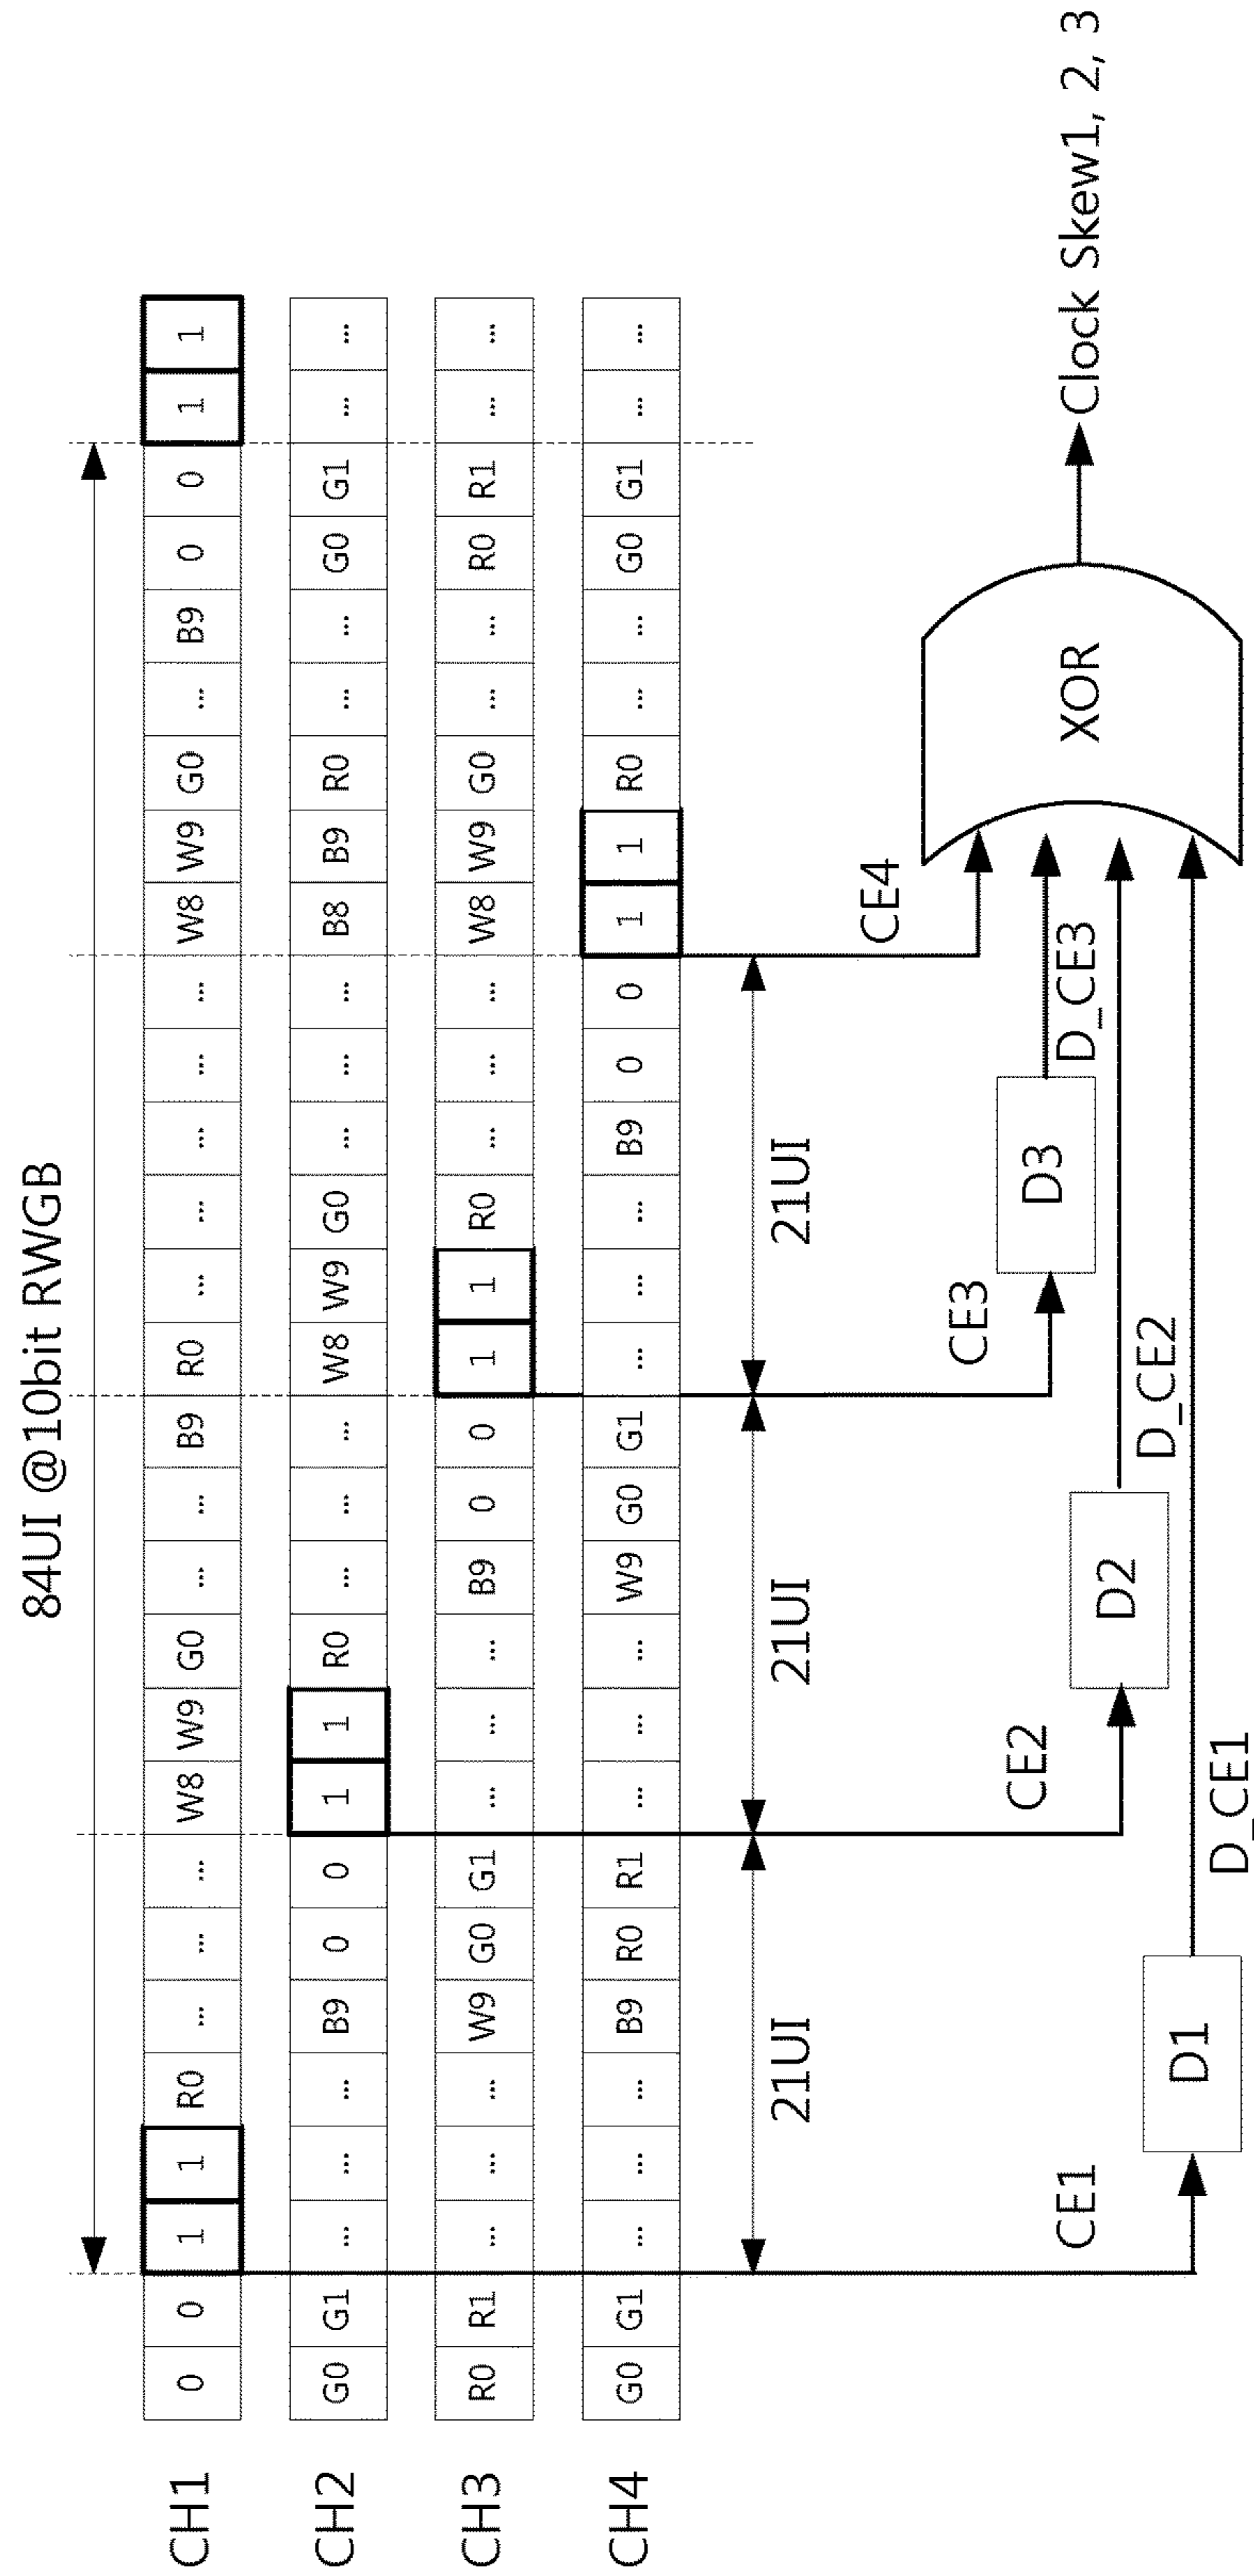 84UI @10bit RWGB
CH1 0 0 1 1 R0 ... ... ... W8 W9 G0 ... ... B9 R0 ... ... ... ... ... W8 W9 G0 ... B9 0 0 1 1
CH2 G0 G1 ... ... ... B9 0 0 1 1 R0 ... ... ... W8 W9 G0 ... ... ... B8 B9 R0 ... ... G0 G1 ... ...
CH3 R0 R1 ... ... ... W9 G0 G1 ... ... ... B9 0 0 1 1 R0 ... ... ... W8 W9 G0 ... ... R0 R1 ... ...
CH4 G0 G1 ... ... ... B9 R0 R1 ... ... ... W9 G0 G1 ... ... ... B9 0 0 1 1 R0 ... ... G0 G1 ... ...
21UI 21UI 21UI
CE4
CE3
D3
D_CE3
XOR
Clock Skew1, 2, 3
CE2
D2
D_CE2
CE1
D1
D_CE1